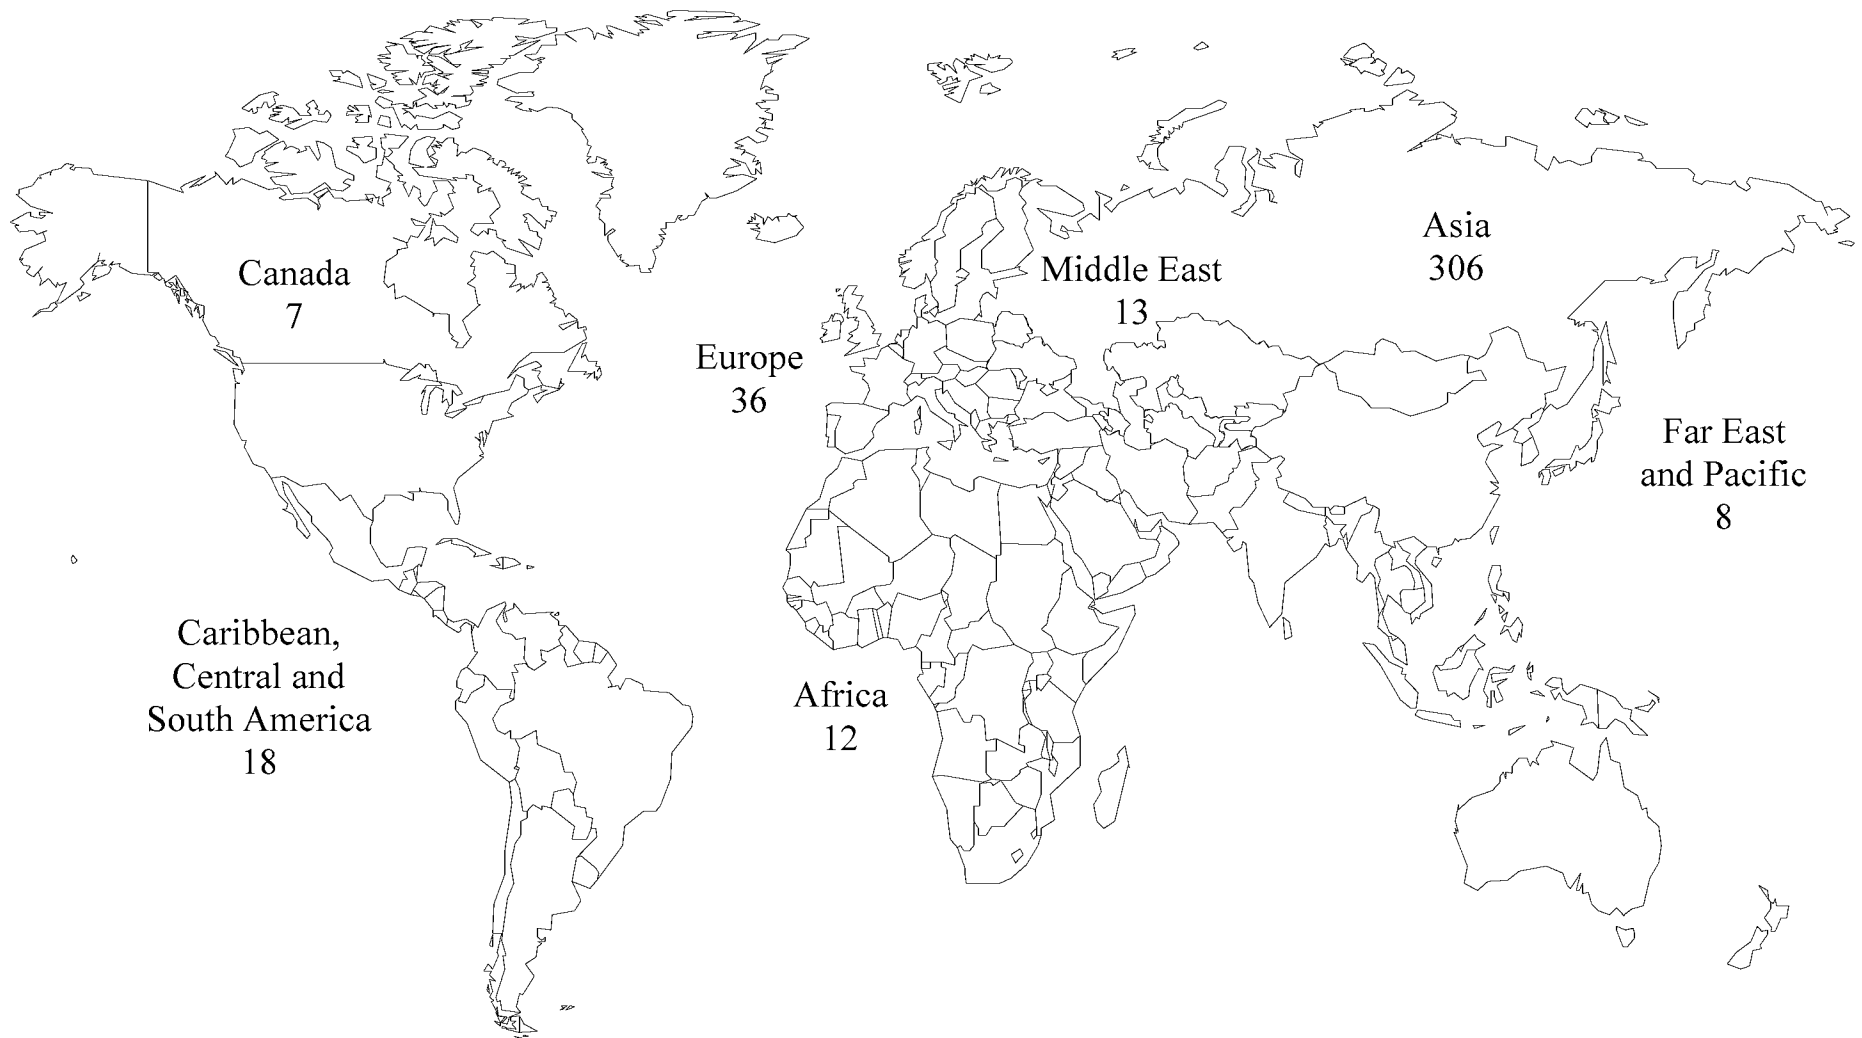 Asia
306
Canada
7
Middle East
13
Europe
36
Far East
and Pacific
8
Caribbean,
Central and
South America
18
Africa
12